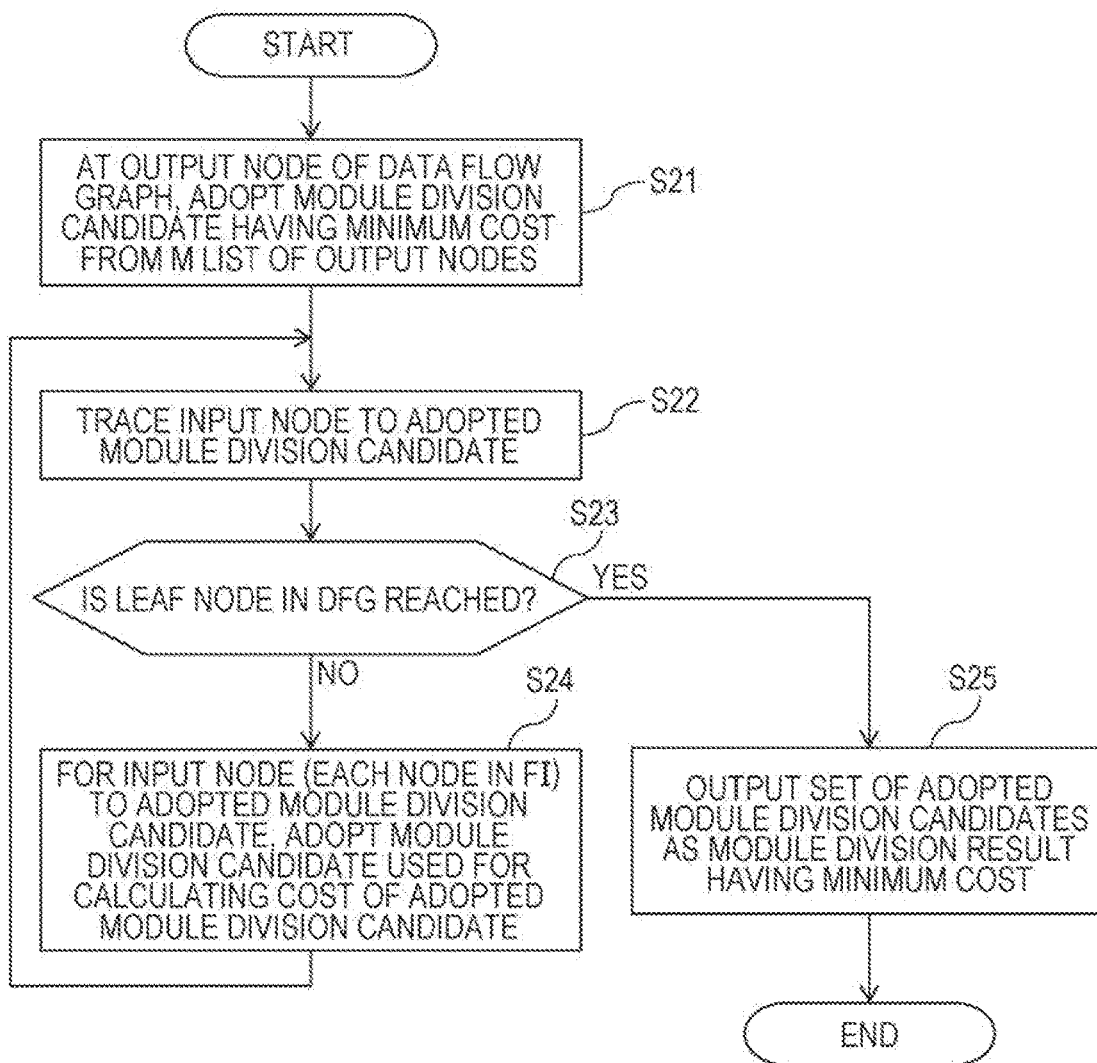 START
AT OUTPUT NODE OF DATA FLOW
GRAPH, ADOPT MODULE DIVISION
CANDIDATE HAVING MINIMUM COST
FROM M LIST OF OUTPUT NODES
S21
TRACE INPUT NODE TO ADOPTED
MODULE DIVISION CANDIDATE
S22
IS LEAF NODE IN DFG REACHED?
S23
YES
NO
FOR INPUT NODE (EACH NODE IN FI)
TO ADOPTED MODULE DIVISION
CANDIDATE, ADOPT MODULE
DIVISION CANDIDATE USED FOR
CALCULATING COST OF ADOPTED
MODULE DIVISION CANDIDATE
S24
OUTPUT SET OF ADOPTED
MODULE DIVISION CANDIDATES
AS MODULE DIVISION RESULT
HAVING MINIMUM COST
S25
END